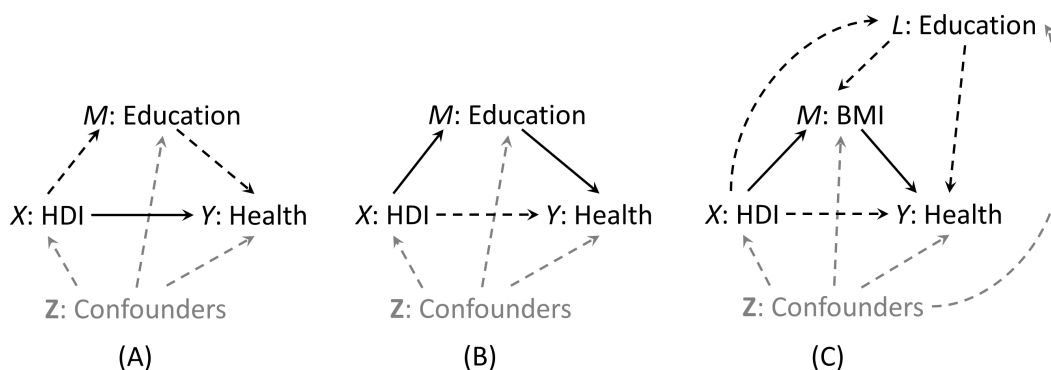 M: Education
X: HDI
Y: Health
Z: Confounders
(A)
M: Education
X: HDI
Y: Health
Z: Confounders
(B)
L: Education
M: BMI
X: HDI
Y: Health
Z: Confounders
(C)